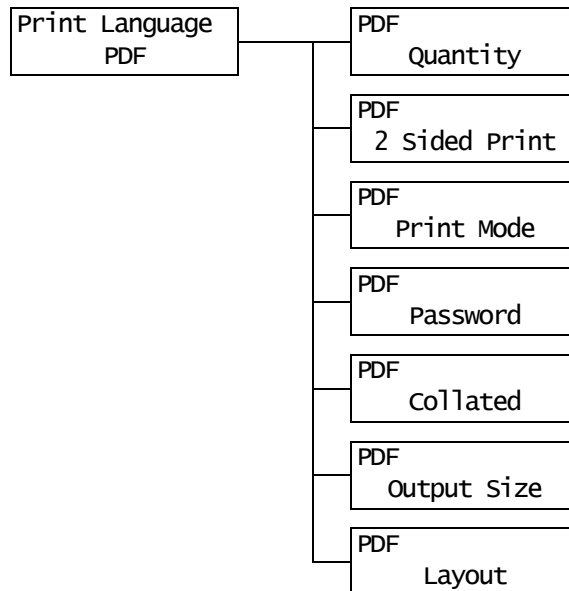 Print Language
PDF
PDF
Quantity
PDF
2 Sided Print
PDF
Print Mode
PDF
Password
PDF
Collated
PDF
Output Size
PDF
Layout